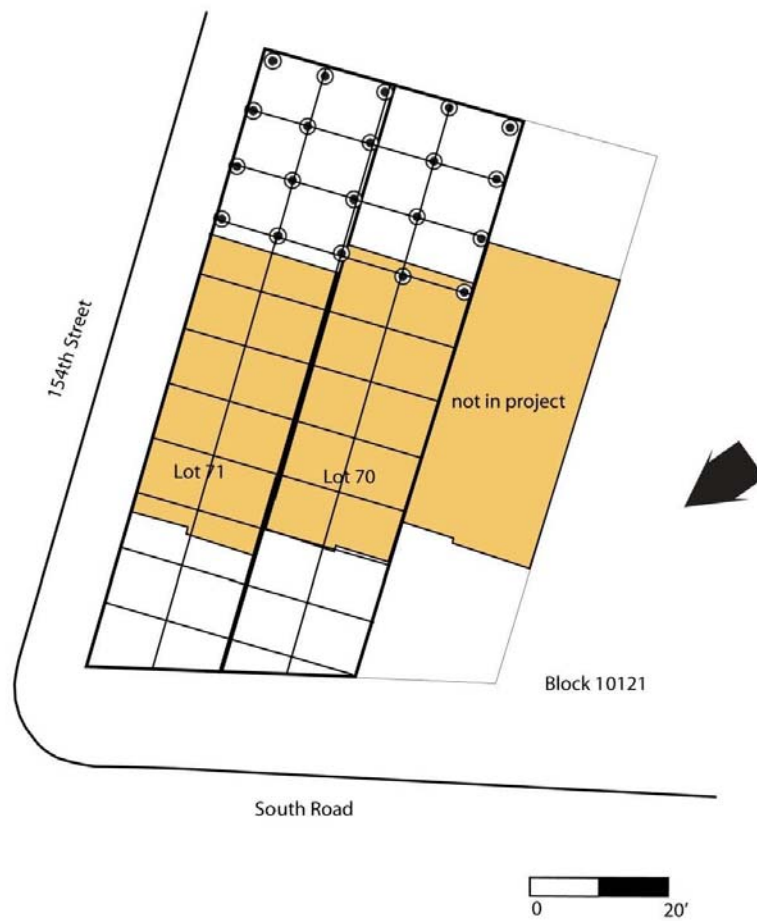 154th Street
not in project
Lot 71
Lot 70
Block 10121
South Road
0 20'